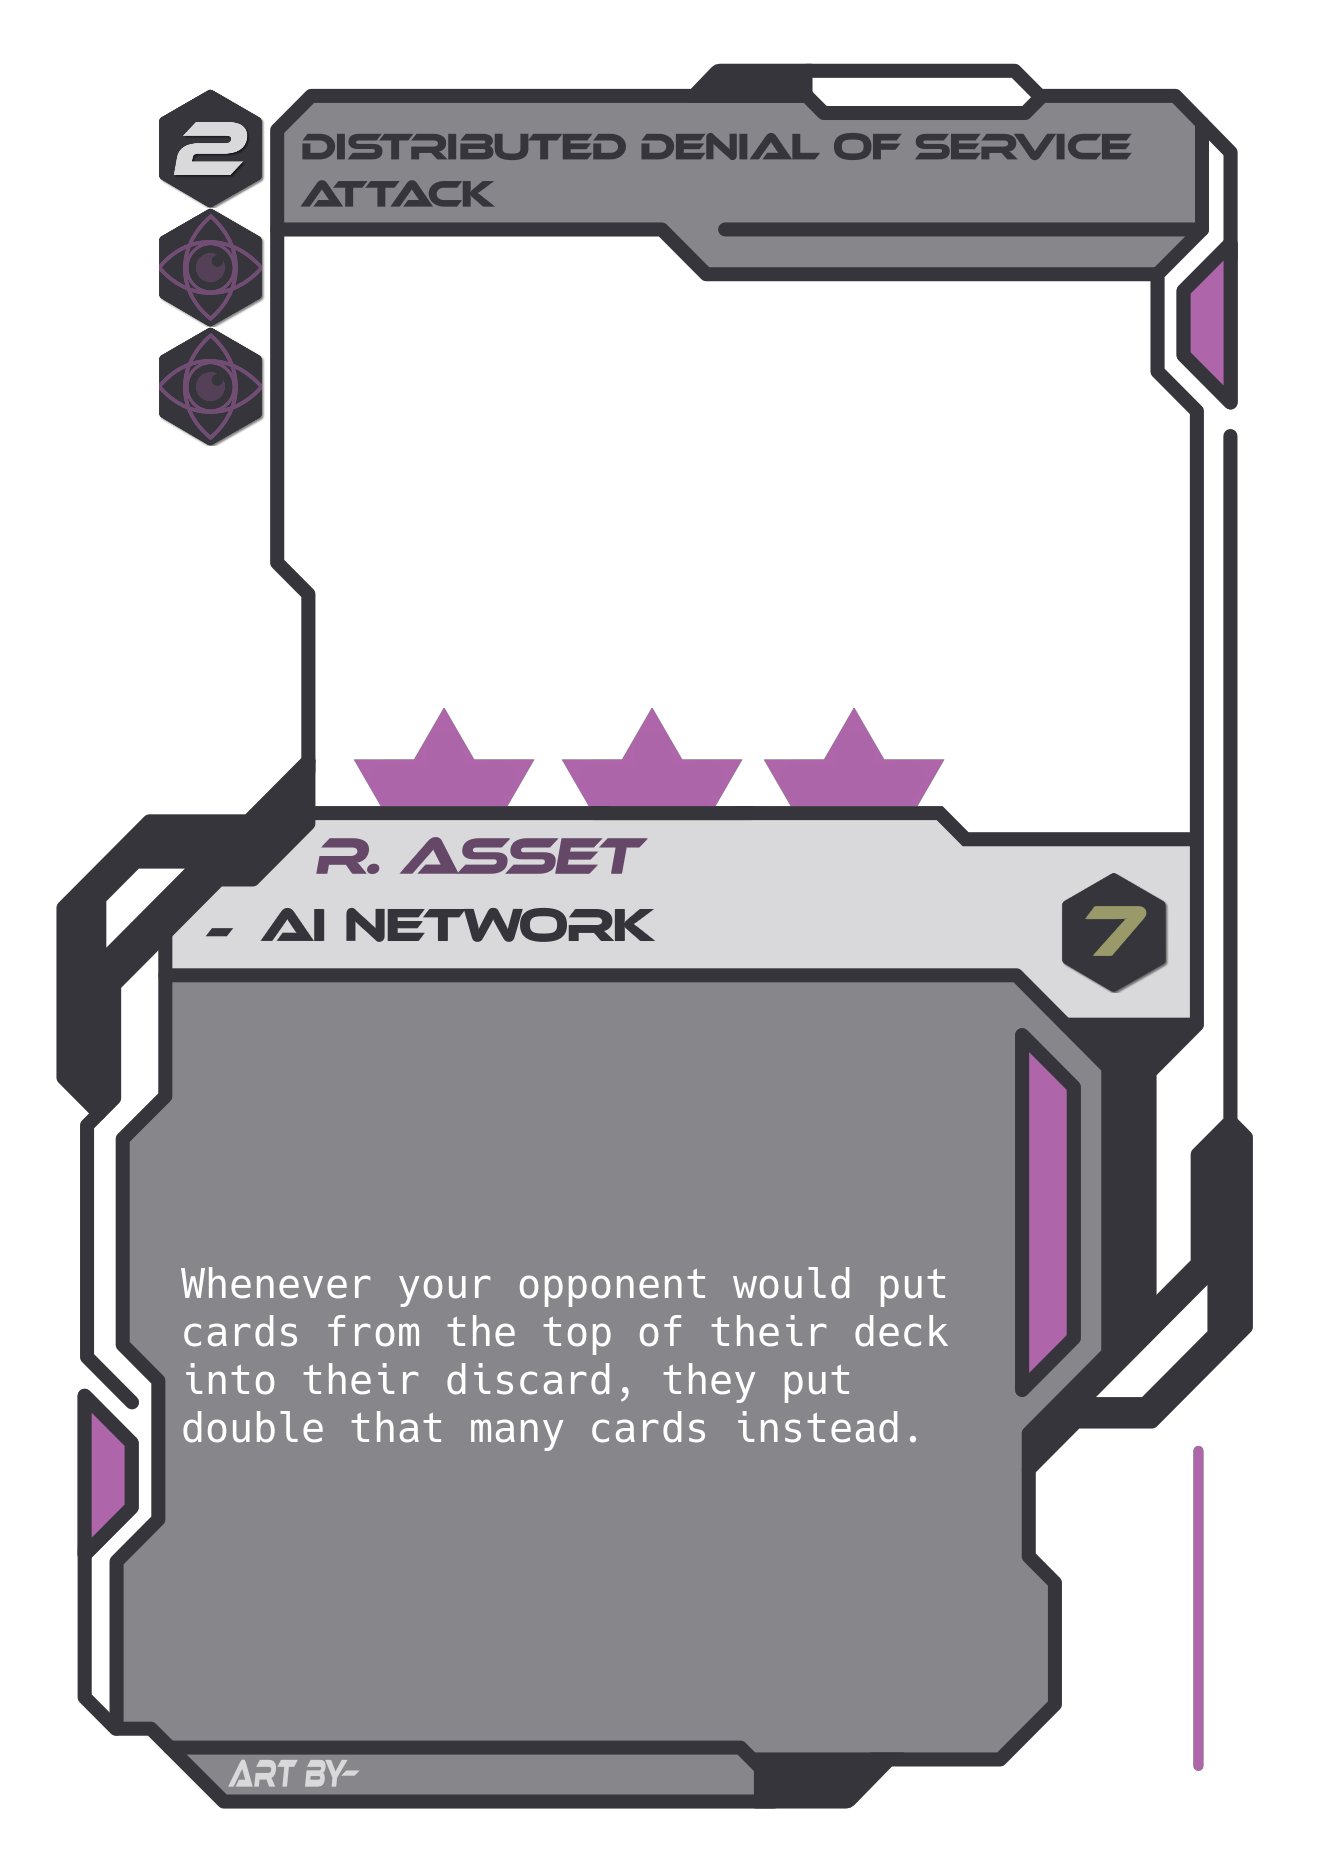 2
DISTRIBUTED DENIAL OF SERVICE
ATTACK
R. ASSET
- AI NETWORK
7
Whenever your opponent would put
cards from the top of their deck
into their discard, they put
double that many cards instead.
ART BY-